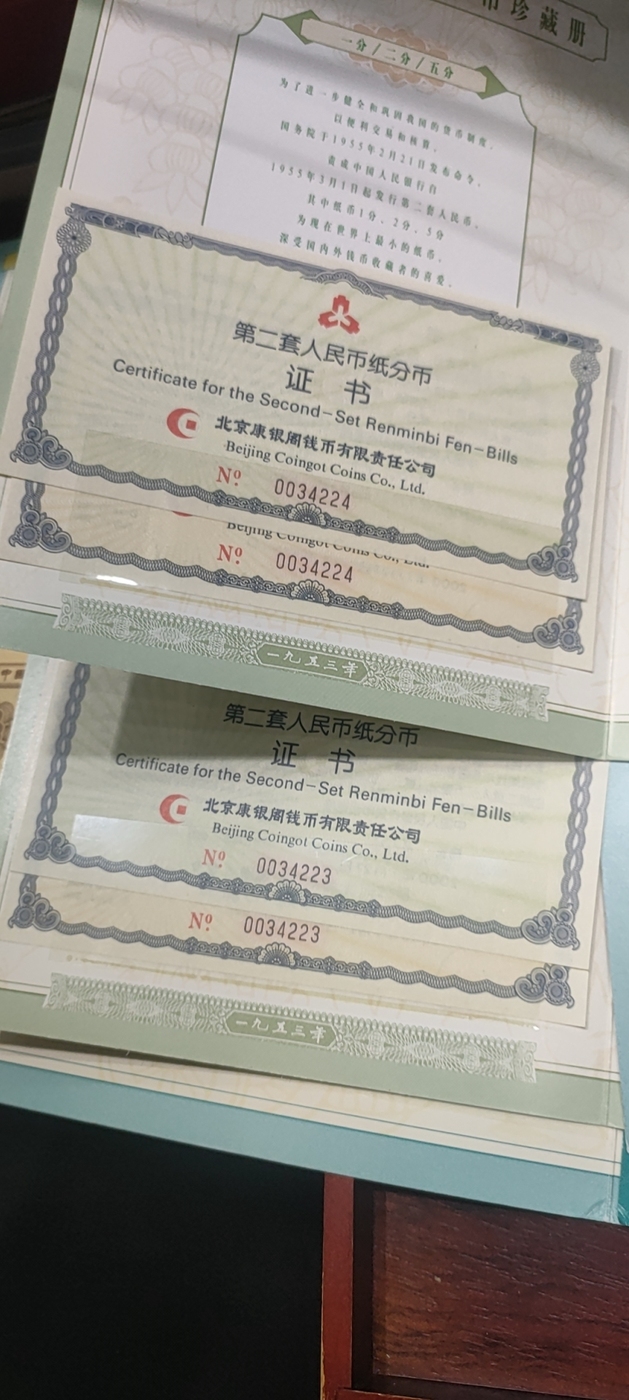 币珍藏册
一分/二分/五分
为了进一步健全和巩固我国的货币制度，
以便利交易和核算，
国务院于1955年2月21日发布命令，
责成中国人民银行自
1955年3月1日起发行第二套人民币，
其中纸币1分、2分、5分
为现在世界上最小的纸币，
深受国内外钱币收藏者的喜爱。
第二套人民币纸分币
证 书
Certificate for the Second-Set Renminbi Fen-Bills
北京康银阁钱币有限责任公司
Beijing Coingot Coins Co., Ltd.
Nº 0034224
Beijing Coingot Coins Co., Ltd.
Nº 0034224
一九五三年
第二套人民币纸分币
证 书
Certificate for the Second-Set Renminbi Fen-Bills
北京康银阁钱币有限责任公司
Beijing Coingot Coins Co., Ltd.
Nº 0034223
Nº 0034223
一九五三年